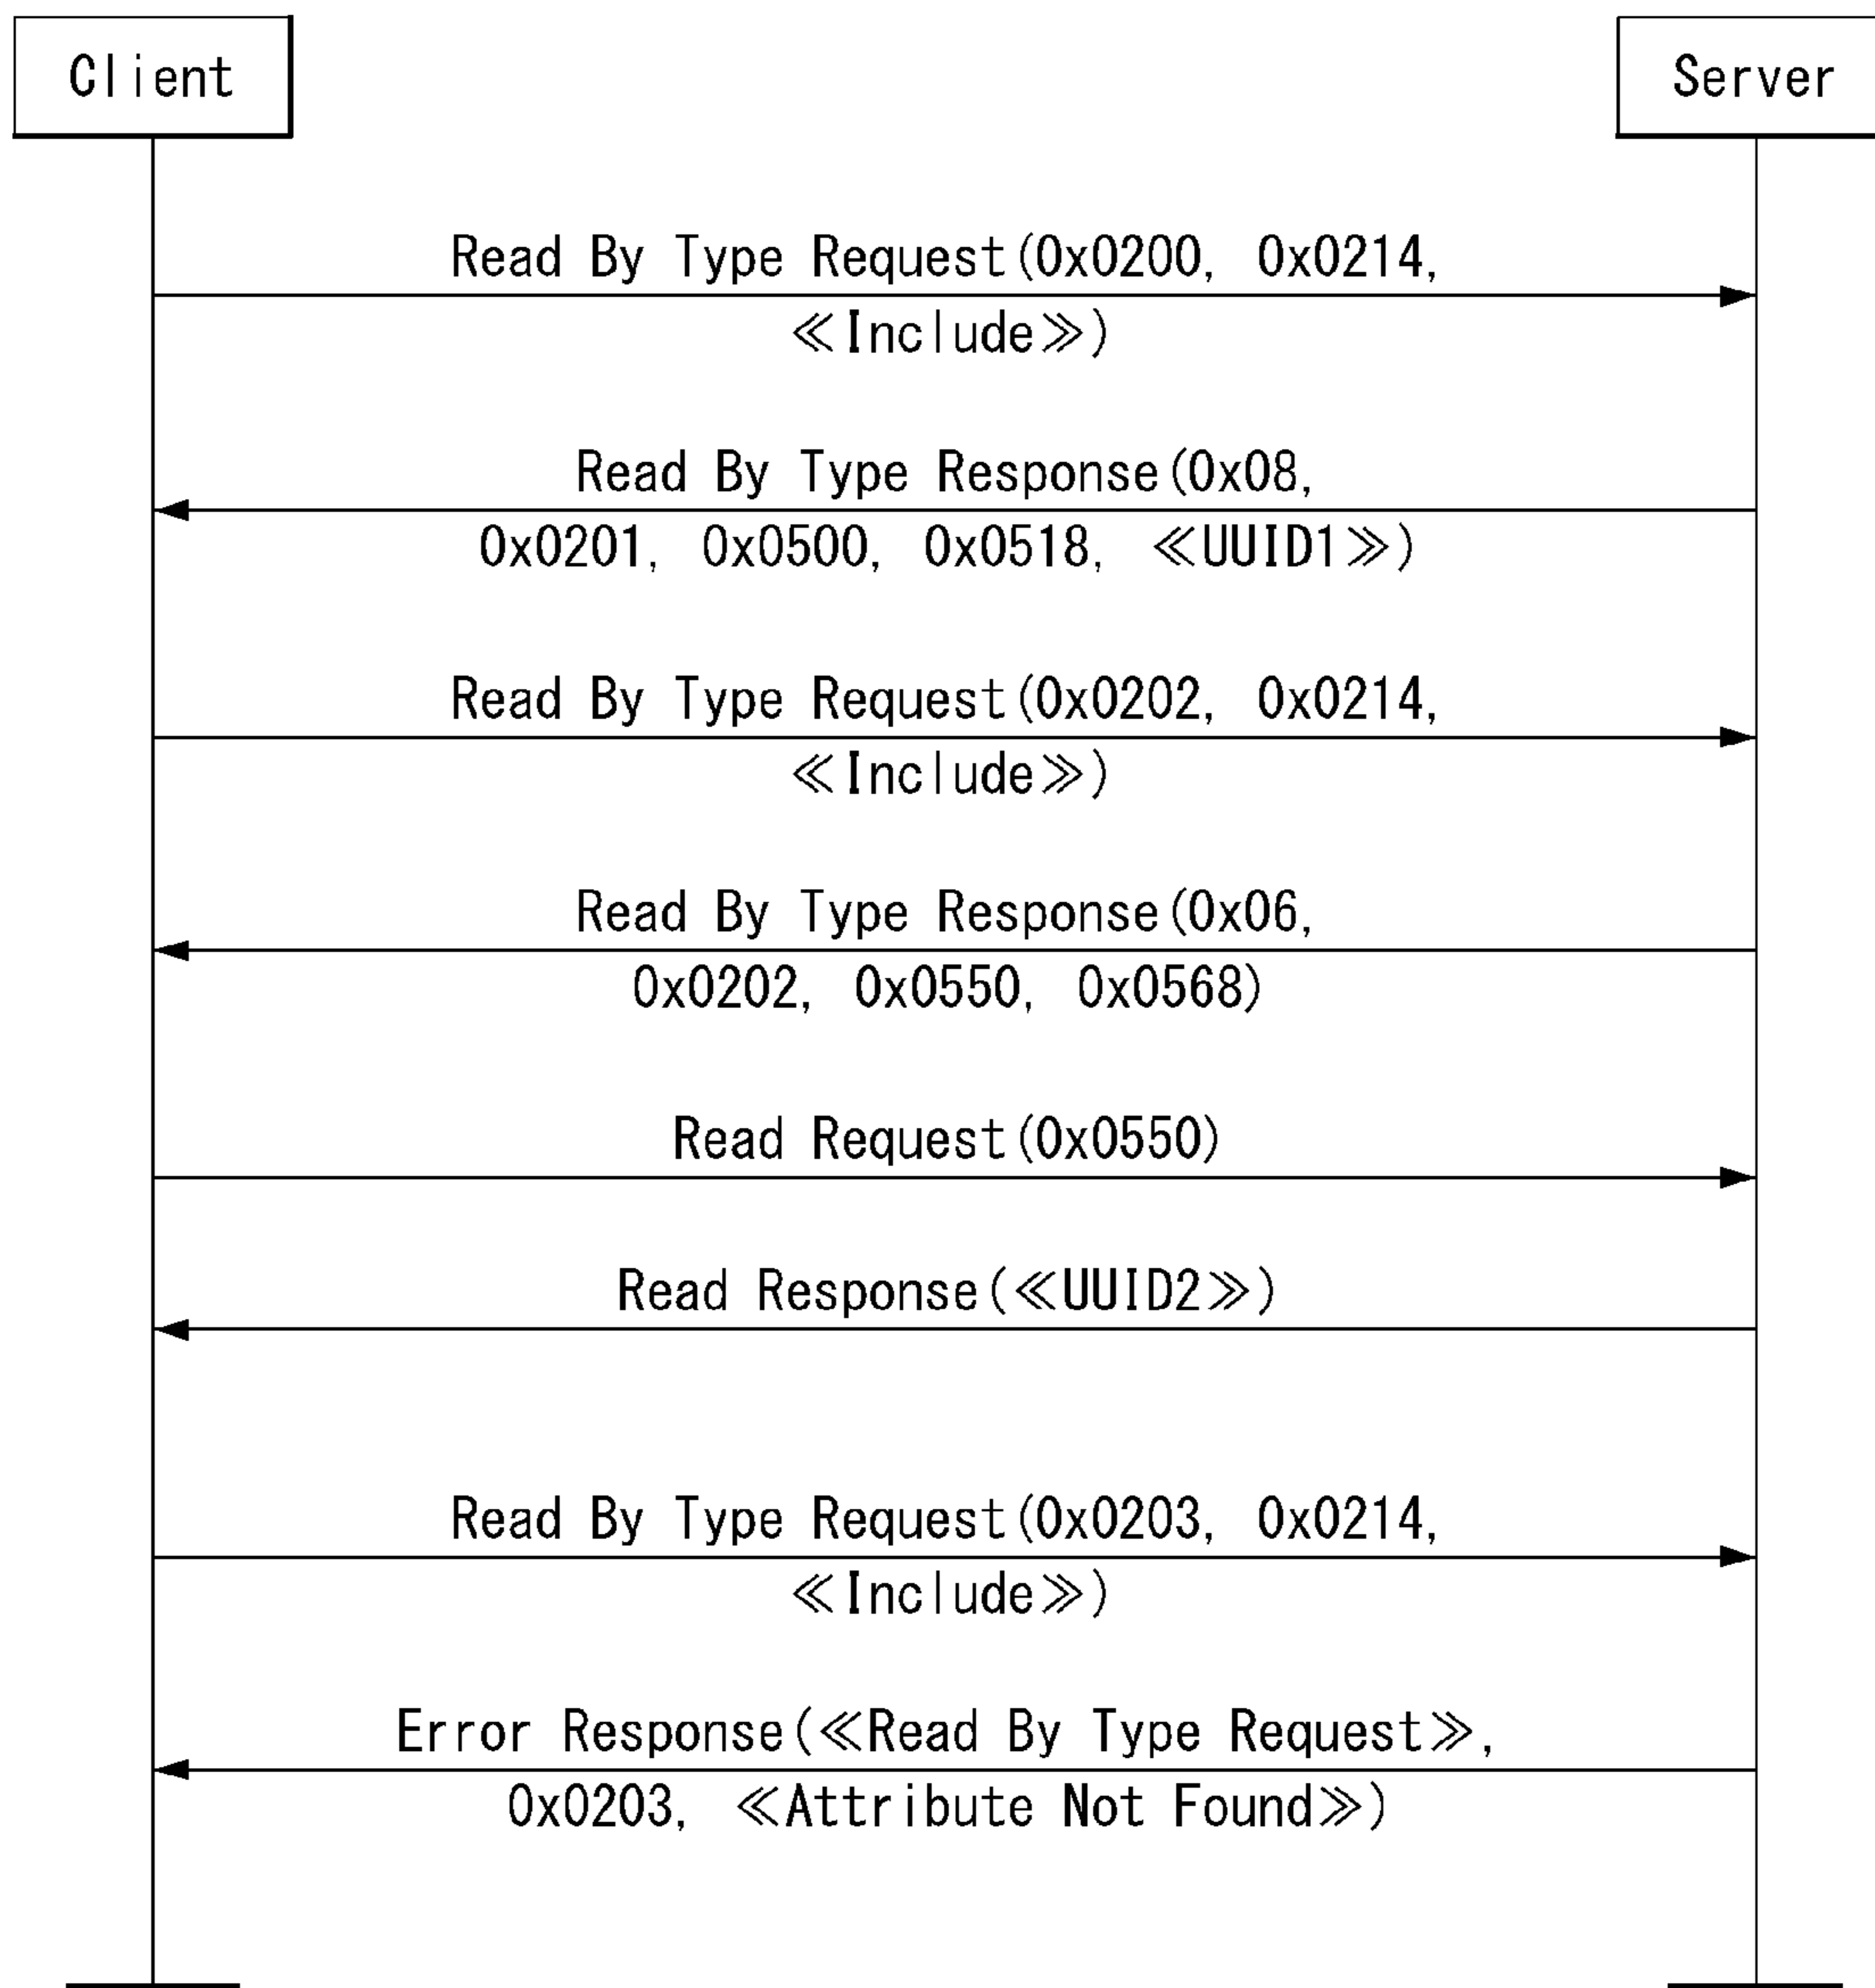 Client
Server
Read By Type Request(0x0200, 0x0214,
≪Include≫)
Read By Type Response(0x08,
0x0201, 0x0500, 0x0518, ≪UUID1≫)
Read By Type Request(0x0202, 0x0214,
≪Include≫)
Read By Type Response(0x06,
0x0202, 0x0550, 0x0568)
Read Request(0x0550)
Read Response(≪UUID2≫)
Read By Type Request(0x0203, 0x0214,
≪Include≫)
Error Response(≪Read By Type Request≫,
0x0203, ≪Attribute Not Found≫)